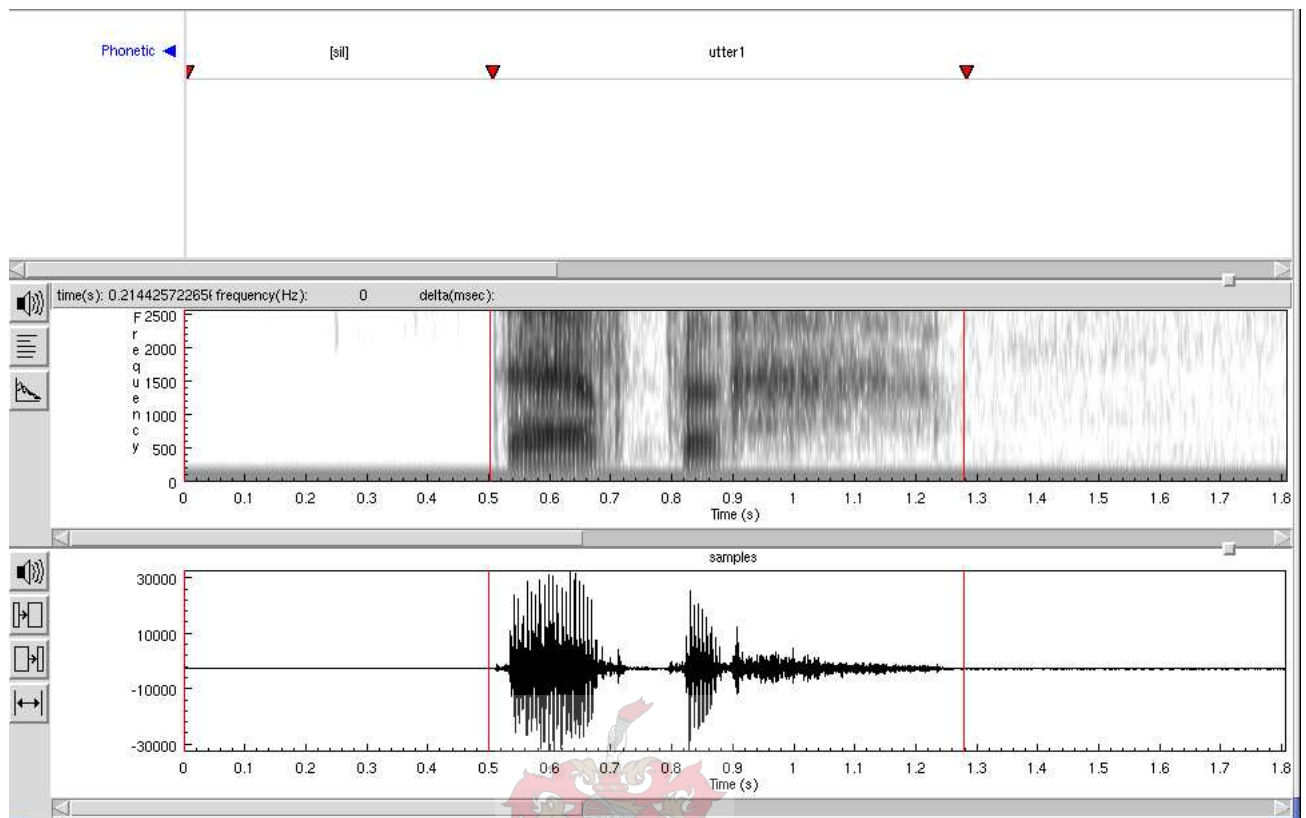 Phonetic
[sil]
utter1
time(s): 0.21442572265( frequency(Hz): 0 delta(msec):
Frequency
2500
2000
1500
1000
500
0
0 0.1 0.2 0.3 0.4 0.5 0.6 0.7 0.8 0.9 1 1.1 1.2 1.3 1.4 1.5 1.6 1.7 1.8
Time (s)
samples
30000
10000
-10000
-30000
0 0.1 0.2 0.3 0.4 0.5 0.6 0.7 0.8 0.9 1 1.1 1.2 1.3 1.4 1.5 1.6 1.7 1.8
Time (s)